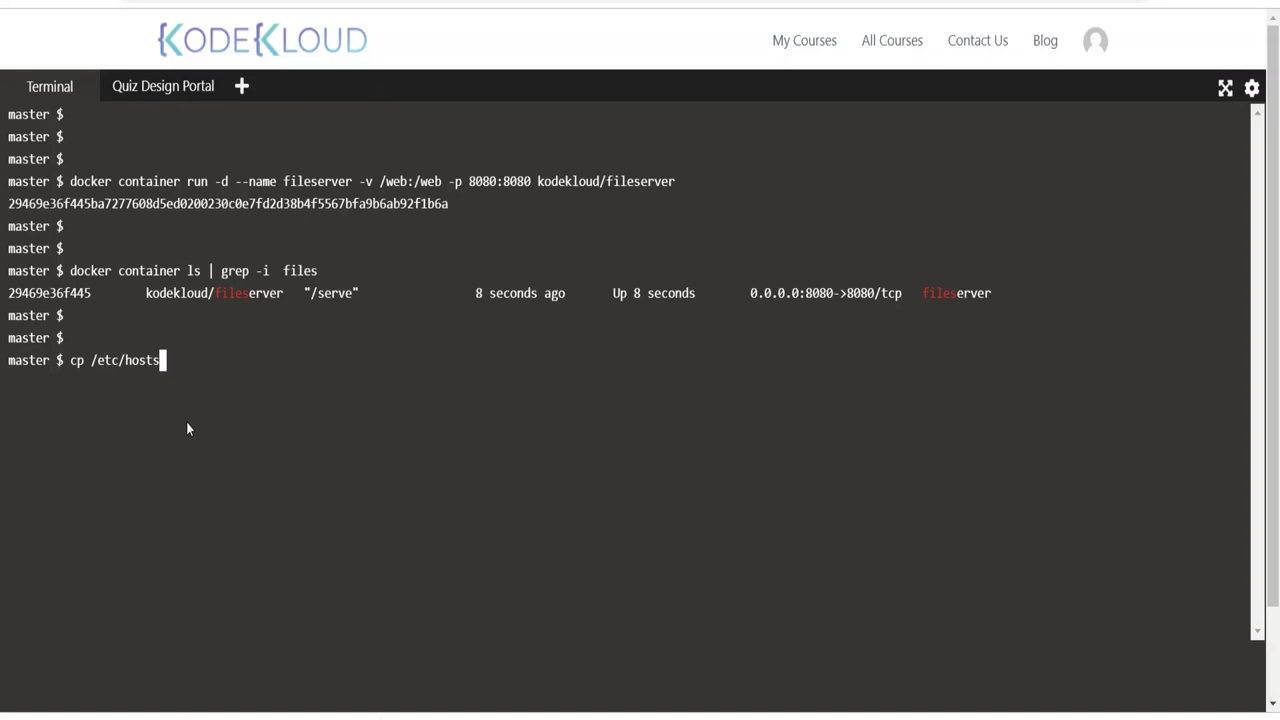 {KODE{KLOUD
My Courses All Courses Contact Us Blog
Terminal Quiz Design Portal +
master $
master $
master $
master $ docker container run -d --name fileserver -v /web:/web -p 8080:8080 kodekloud/fileserver
29469e36f445ba7277608d5ed0200230c0e7fd2d38b4f5567bfa9b6ab92f1b6a
master $
master $
master $ docker container ls | grep -i  files
29469e36f445 kodekloud/fileserver "/serve" 8 seconds ago Up 8 seconds 0.0.0.0:8080->8080/tcp fileserver
master $
master $
master $ cp /etc/hosts